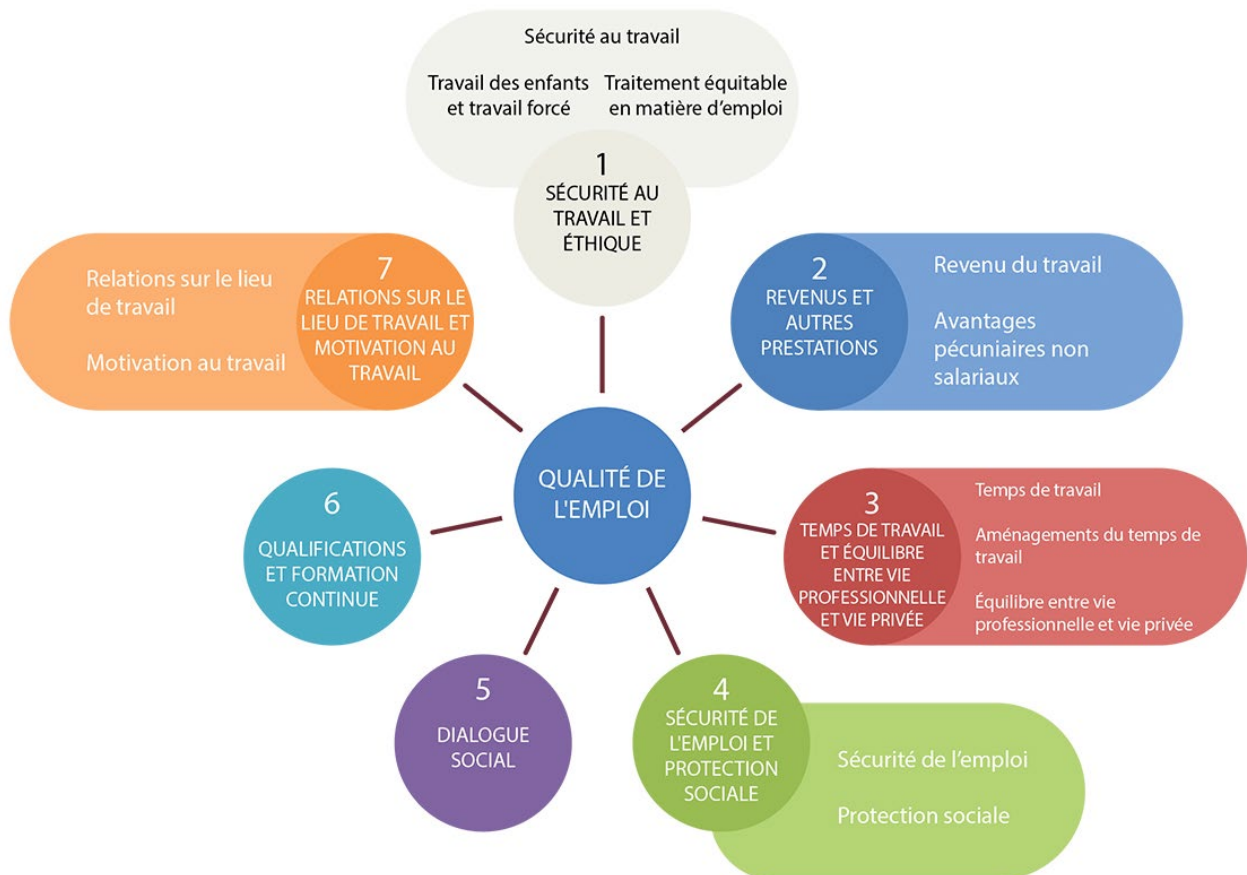 Sécurité au travail
Travail des enfants
et travail forcé
Traitement équitable
en matière d'emploi
1
SÉCURITÉ AU
TRAVAIL ET
ÉTHIQUE
2
REVENUS ET
AUTRES
PRESTATIONS
Revenu du travail
Avantages
pécuniaires non
salariaux
3
TEMPS DE TRAVAIL
ET ÉQUILIBRE
ENTRE VIE
PROFESSIONNELLE
ET VIE PRIVÉE
Temps de travail
Aménagements du temps de
travail
Équilibre entre vie
professionnelle et vie privée
4
SÉCURITÉ DE
L'EMPLOI ET
PROTECTION
SOCIALE
Sécurité de l'emploi
Protection sociale
5
DIALOGUE
SOCIAL
6
QUALIFICATIONS
ET FORMATION
CONTINUE
7
RELATIONS SUR LE
LIEU DE TRAVAIL ET
MOTIVATION AU
TRAVAIL
Relations sur le lieu
de travail
Motivation au travail
QUALITÉ DE
L'EMPLOI